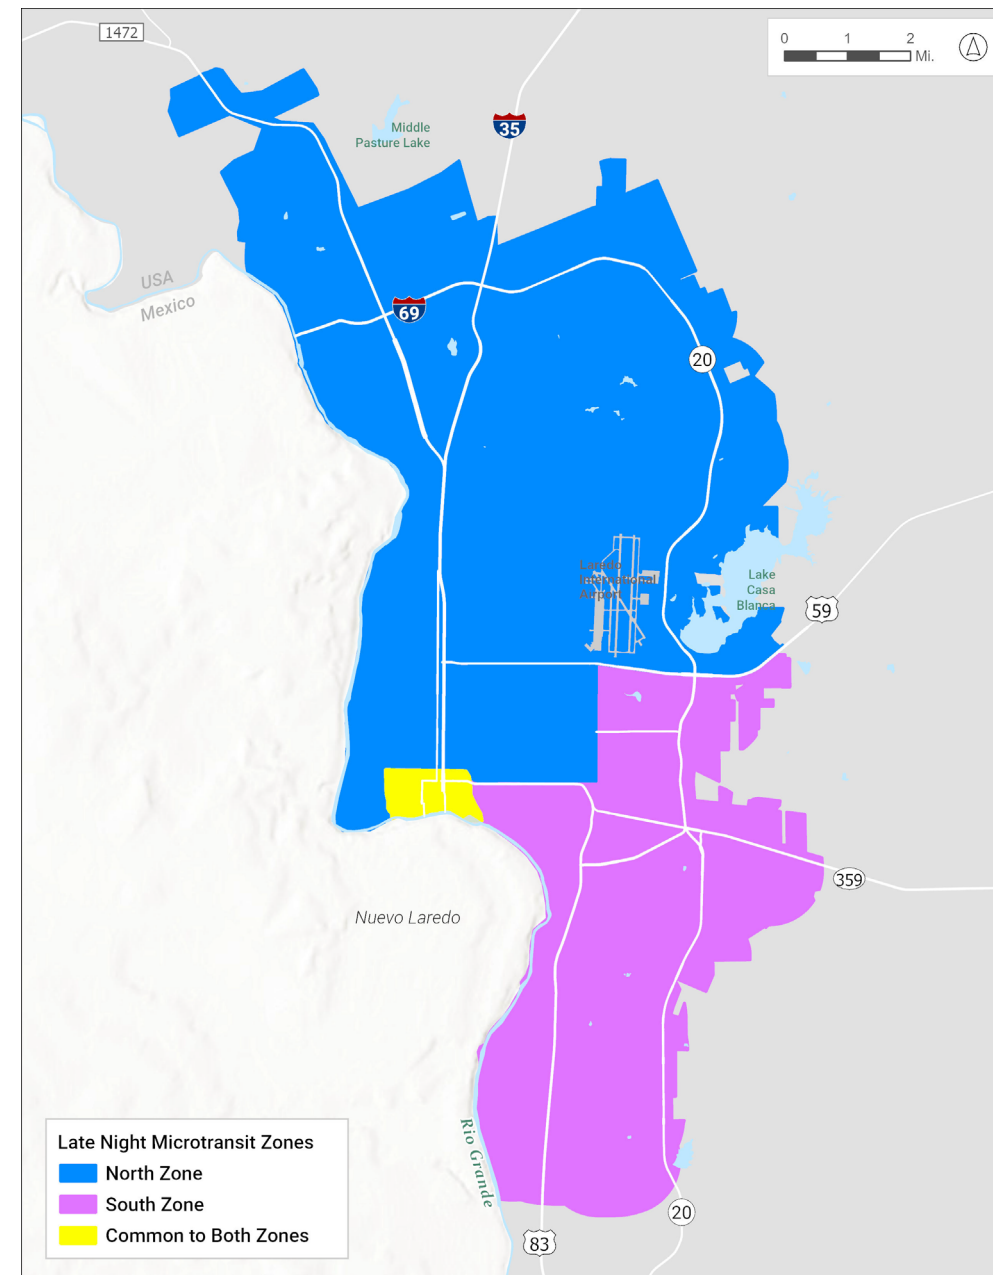 1472
0 1 2
Mi.
35
Middle
Pasture Lake
USA
Mexico
69
20
Laredo
International
Airport
Lake
Casa
Blanca
59
359
Nuevo Laredo
Rio Grande
20
83
Late Night Microtransit Zones
North Zone
South Zone
Common to Both Zones